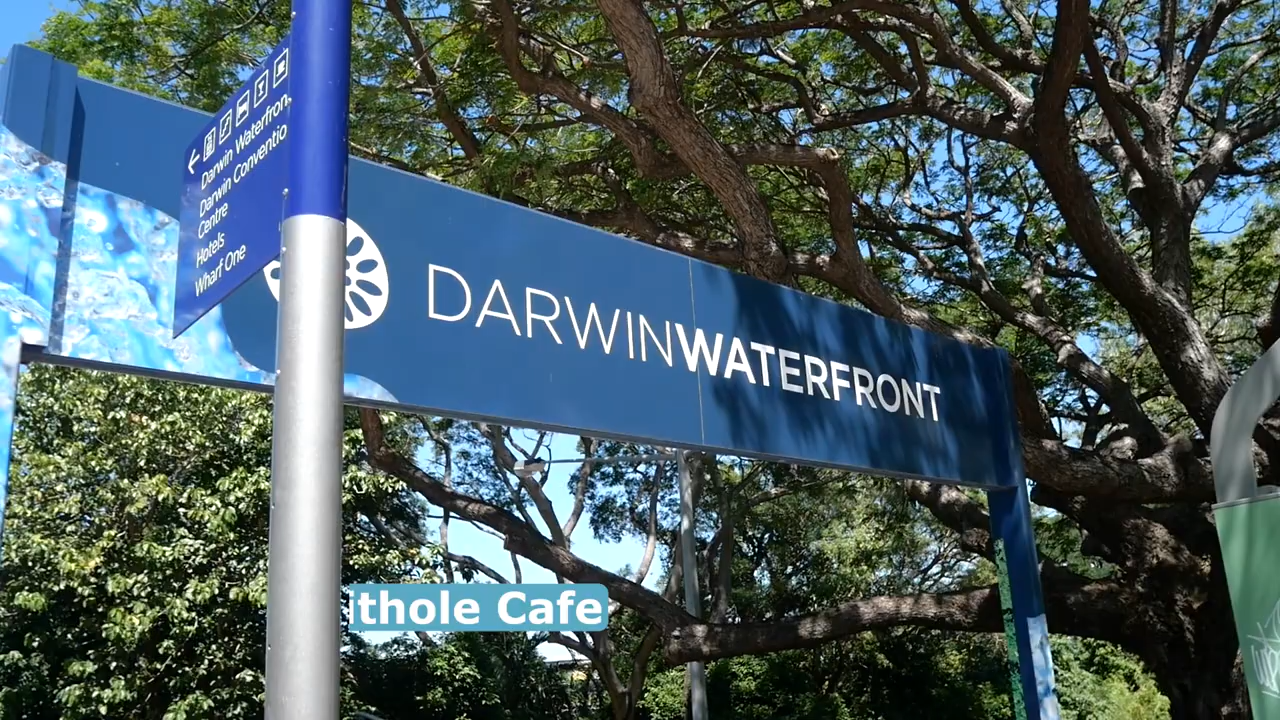 Darwin Waterfron
Darwin Conventio
Centre
Hotels
Wharf One
DARWINWATERFRONT
ithole Cafe